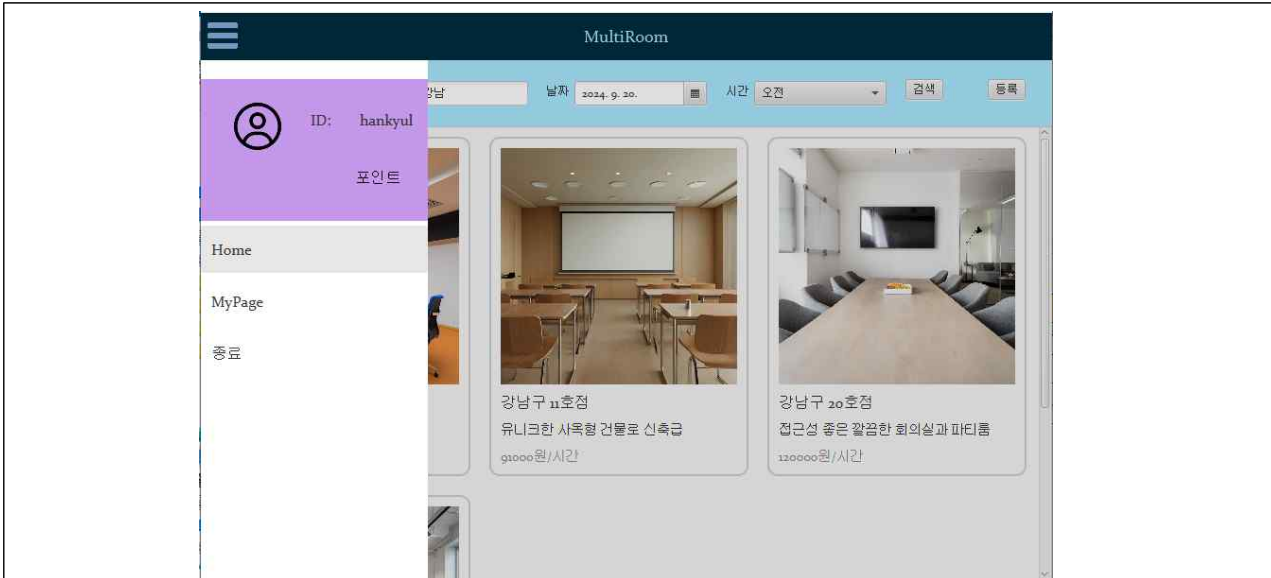 MultiRoom
강남
날짜 2024. 9. 20. 시간 오전 검색 등록
ID: hankyul
포인트
Home
MyPage
종료
강남구 11호점
유니크한 사옥형 건물로 신축급
91000원/시간
강남구 20호점
접근성 좋은 깔끔한 회의실과 파티룸
120000원/시간